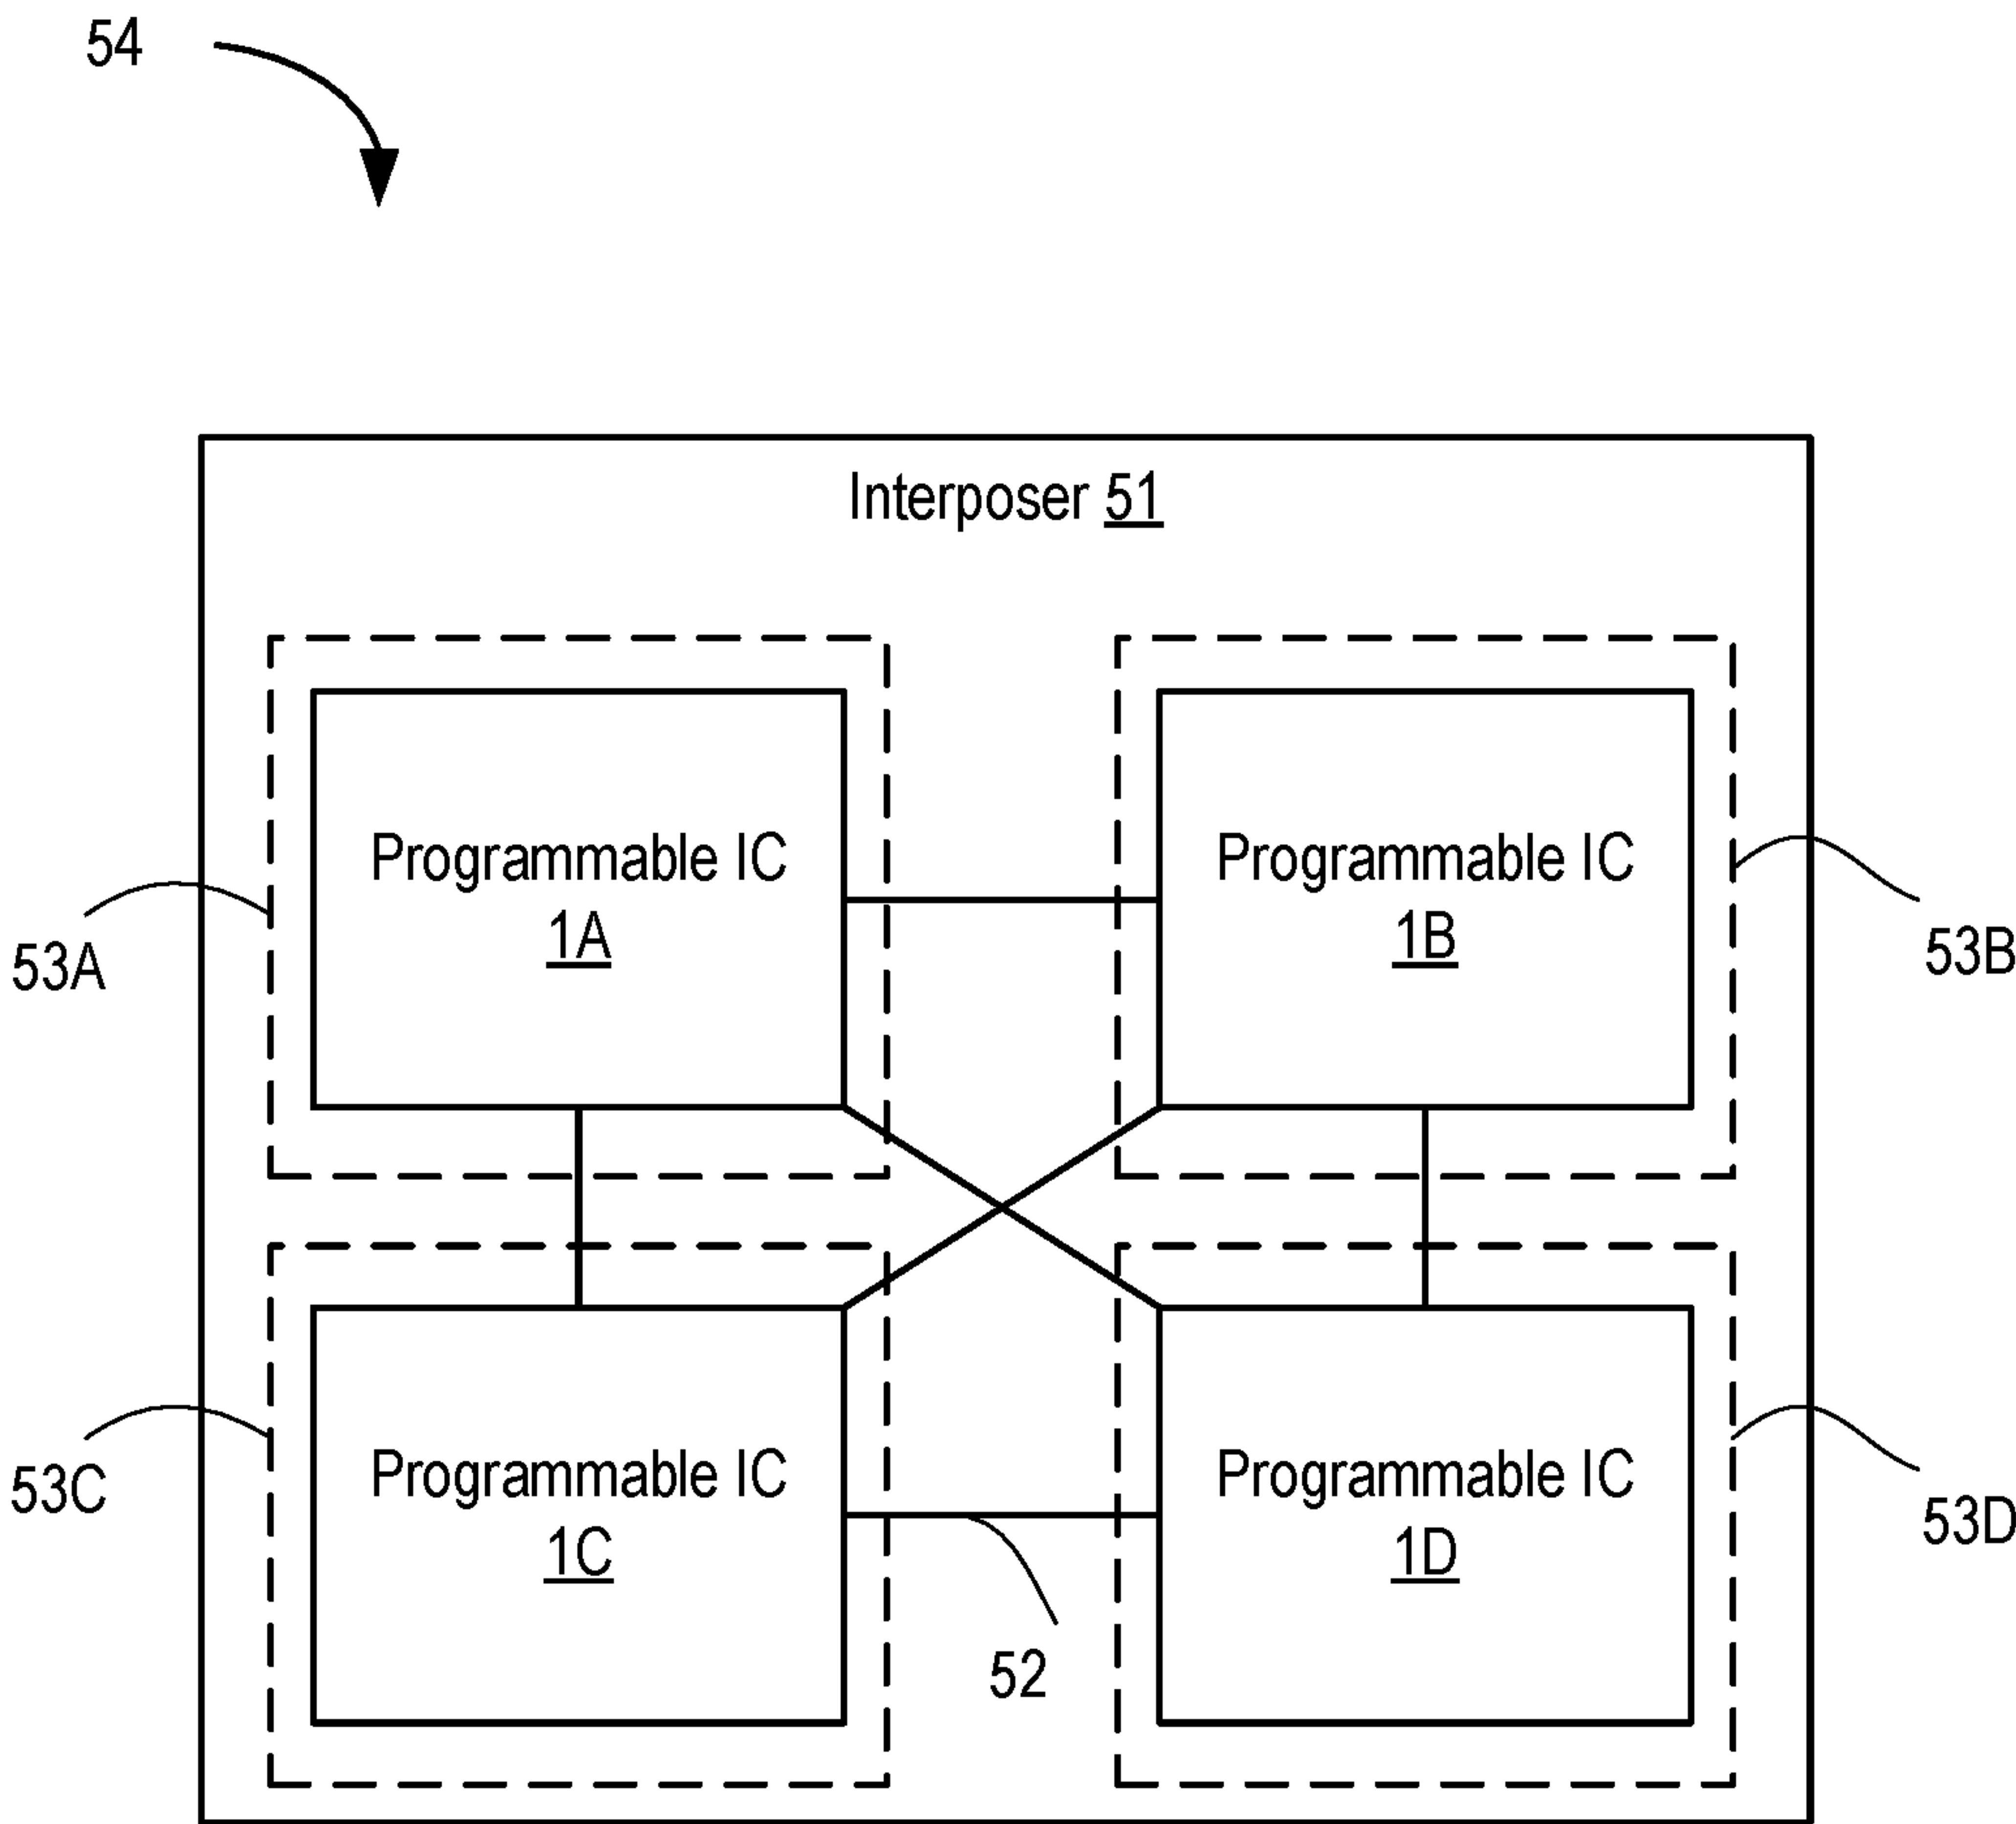 54
Interposer 51
Programmable IC
1A
Programmable IC
1B
53A
53B
Programmable IC
1C
Programmable IC
1D
53C
53D
52